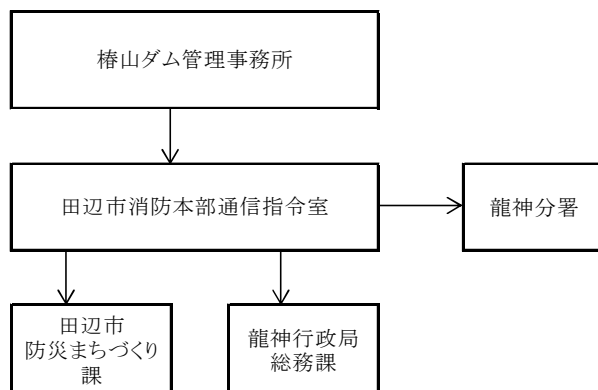 椿山ダム管理事務所
田辺市消防本部通信指令室
龍神分署
田辺市
防災まちづくり
課
龍神行政局
総務課